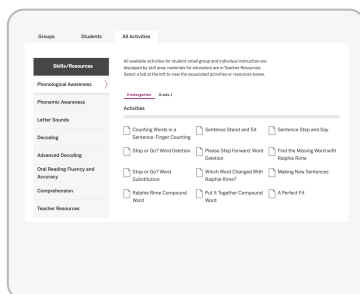 Groups Students All Activities
Skills/Resources
Phonological Awareness
Phonemic Awareness
Letter Sounds
Decoding
Advanced Decoding
Oral Reading Fluency and
Accuracy
Comprehension
Teacher Resources
All available activities for student small group and individual instruction are
displayed by skill area; materials for educators are in Teacher Resources.
Select a tab at the left to view the associated activities or resources below.
Kindergarten Grade 1
Activities
Counting Words in a
Sentence: Finger Counting
Sentence Stand and Sit
Sentence Step and Say
Stop or Go? Word Deletion
Please Step Forward: Word
Deletion
Find the Missing Word with
Ralphie Rime
Stop or Go? Word
Substitution
Which Word Changed With
Ralphie Rime?
Making New Sentences
Ralphie Rime Compound
Word
Put It Together Compound
Word
A Perfect Fit